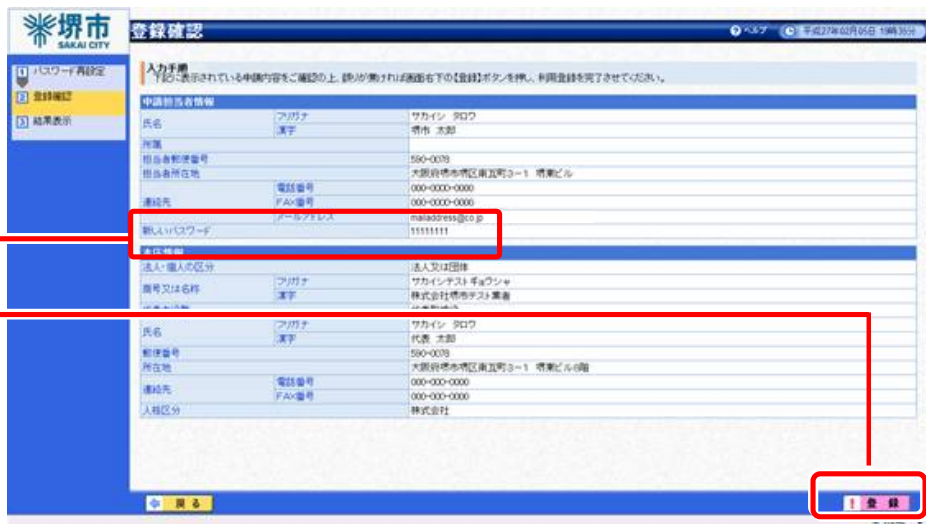 堺市
SAKAI CITY
登録確認
? ヘルプ
平成27年02月05日 19時35分
1 パスワード再設定
2 登録確認
3 結果表示
入力手順
下記に表示されている申請内容をご確認の上、誤りが無ければ画面右下の【登録】ボタンを押し、利用登録を完了させてください。
申請担当者情報
氏名 フリガナ サカイシ タロウ
漢字 堺市 太郎
所属
担当者郵便番号 590-0078
担当者所在地 大阪府堺市堺区南瓦町3-1 堺東ビル
連絡先 電話番号 000-0000-0000
FAX番号 000-0000-0000
メールアドレス mailaddress@co.jp
新しいパスワード 11111111
本店情報
法人・個人の区分 法人又は団体
商号又は名称 フリガナ サカイシテスト ギョウシャ
漢字 株式会社堺市テスト業者
氏名 フリガナ サカイシ タロウ
漢字 代表 太郎
郵便番号 590-0078
所在地 大阪府堺市堺区南瓦町3-1 堺東ビル6階
連絡先 電話番号 000-000-0000
FAX番号 000-000-0000
人格区分 株式会社
戻る
! 登録